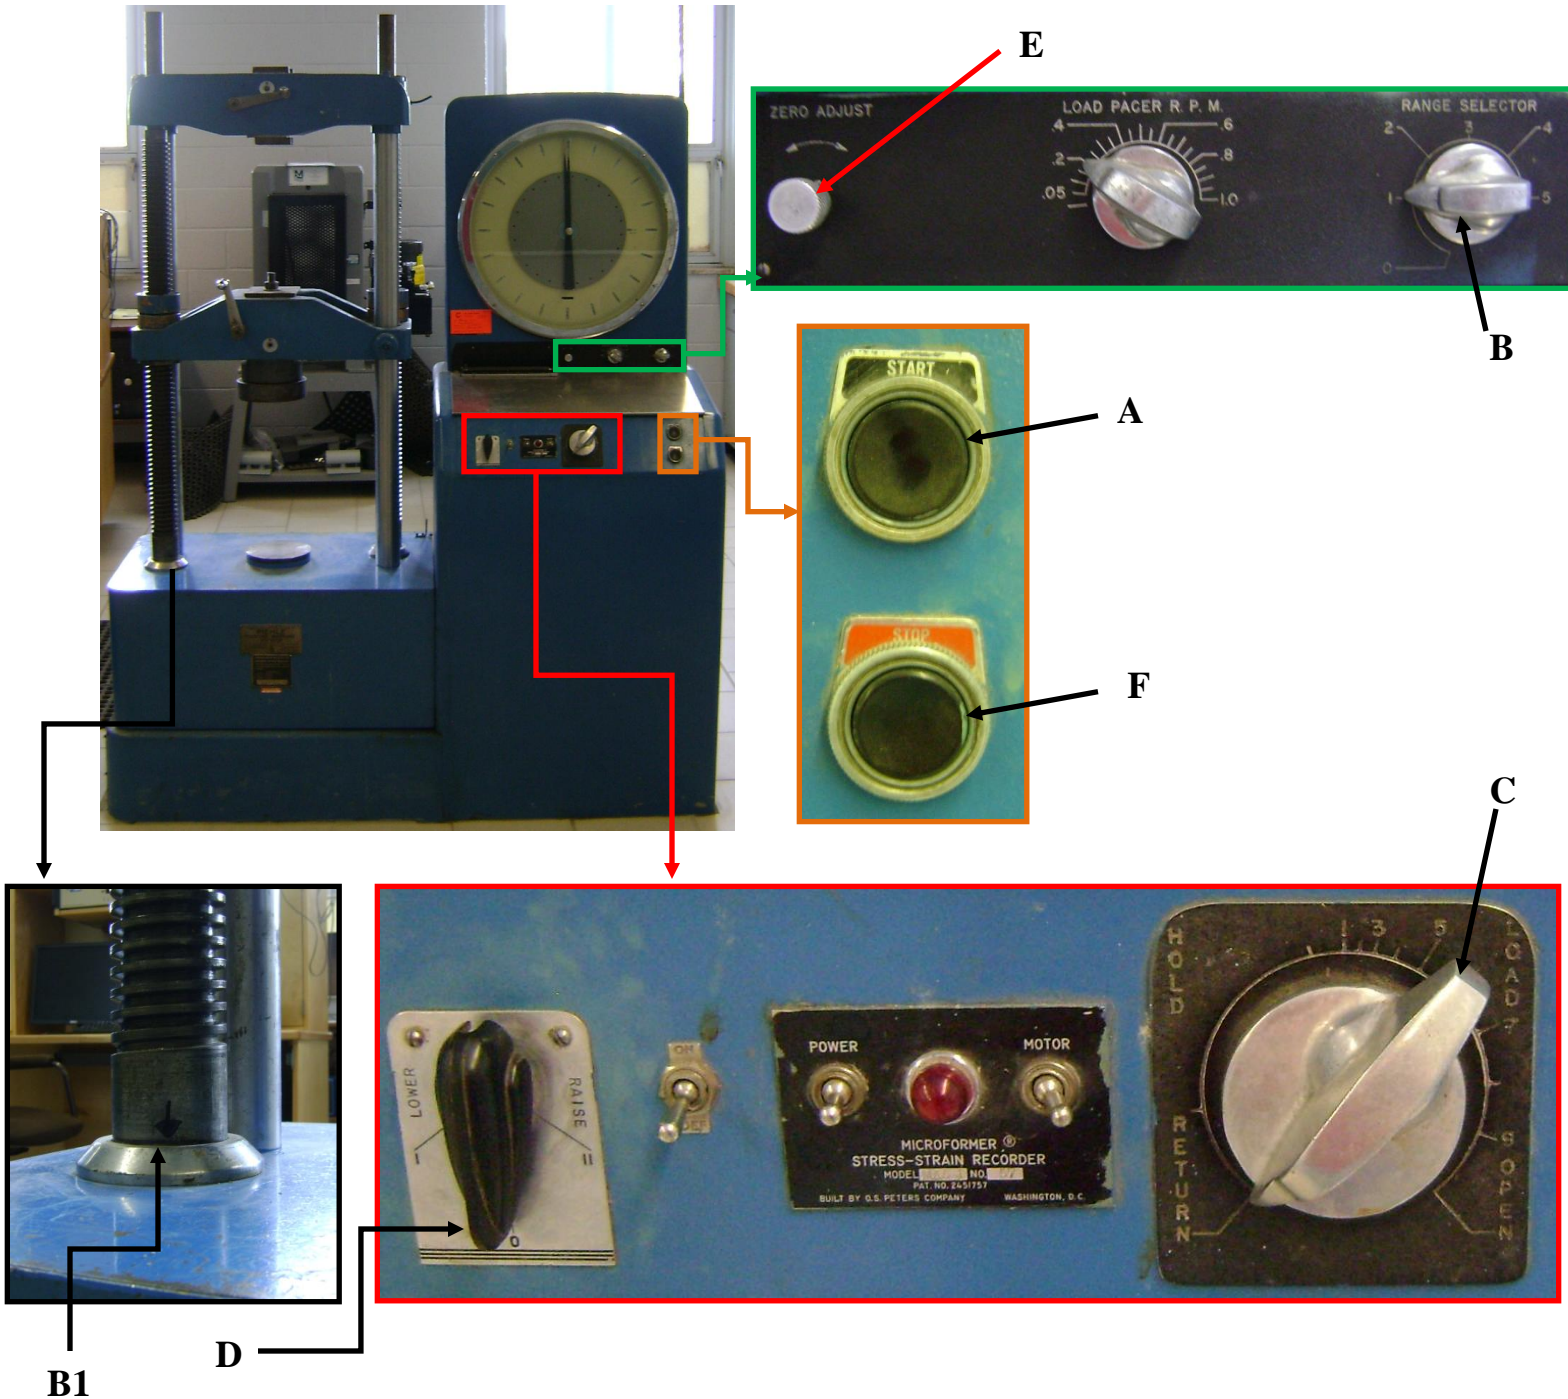 E
ZERO ADJUST
LOAD PACER R. P. M.
.4
.6
.2
.8
.05
1.0
RANGE SELECTOR
2
3
4
1
5
0
B
START
A
STOP
F
C
LOWER
RAISE
I
II
0
ON
OFF
POWER
MOTOR
MICROFORMER ®
STRESS-STRAIN RECORDER
MODEL NO.
PAT. NO. 2451757
BUILT BY O.S. PETERS COMPANY WASHINGTON, D.C.
HOLD
1
3
5
LOAD
7
9
OPEN
RETURN
D
B1